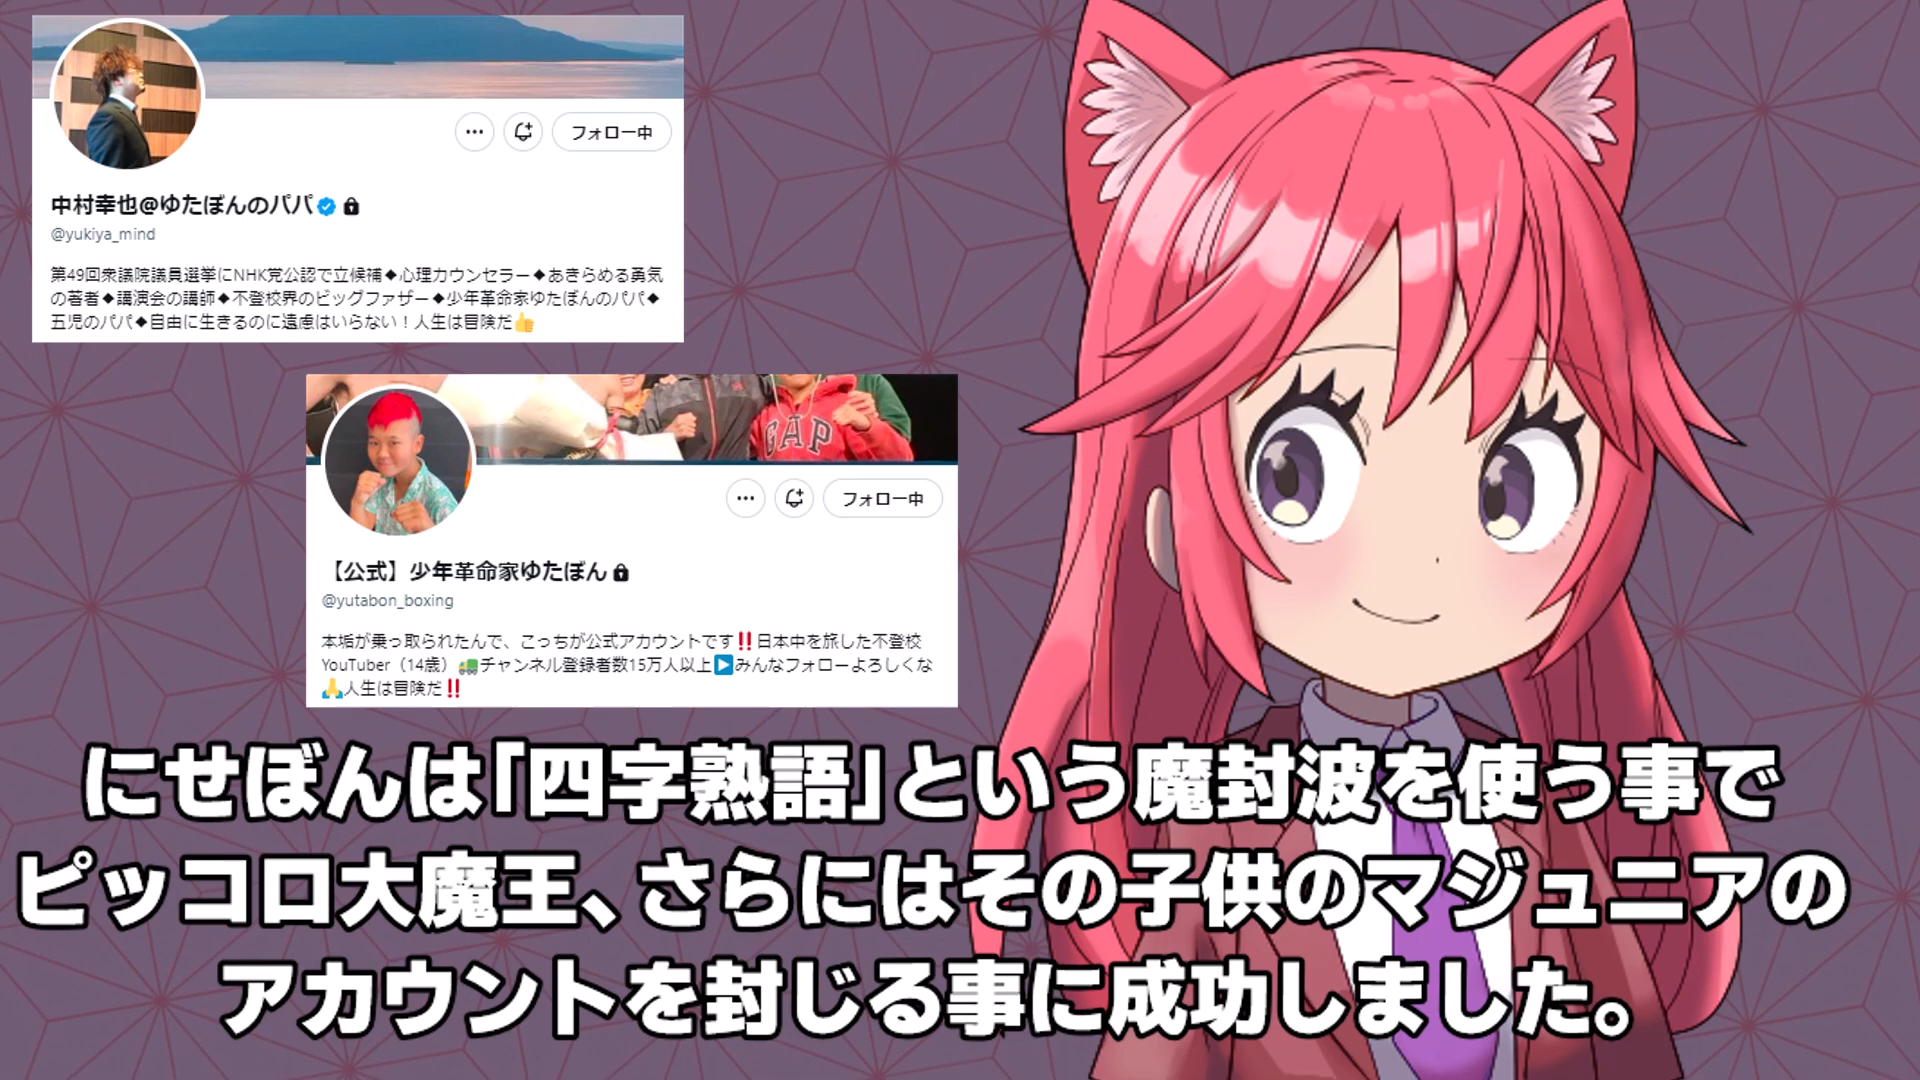 フォロー中
中村幸也@ゆたぼんのパパ
@yukiya_mind
第49回衆議院議員選挙にNHK党公認で立候補◆心理カウンセラー◆あきらめる勇気
の著者◆講演会の講師◆不登校界のビッグファザー◆少年革命家ゆたぼんのパパ◆
五児のパパ◆自由に生きるのに遠慮はいらない！人生は冒険だ👍
GAP
フォロー中
【公式】少年革命家ゆたぼん
@yutabon_boxing
本垢が乗っ取られたんで、こっちが公式アカウントです‼️日本中を旅した不登校
YouTuber（14歳）🚛チャンネル登録者数15万人以上▶️みんなフォローよろしくな
🙏人生は冒険だ‼️
にせぼんは「四字熟語」という魔封波を使う事で
ピッコロ大魔王、さらにはその子供のマジュニアの
アカウントを封じる事に成功しました。